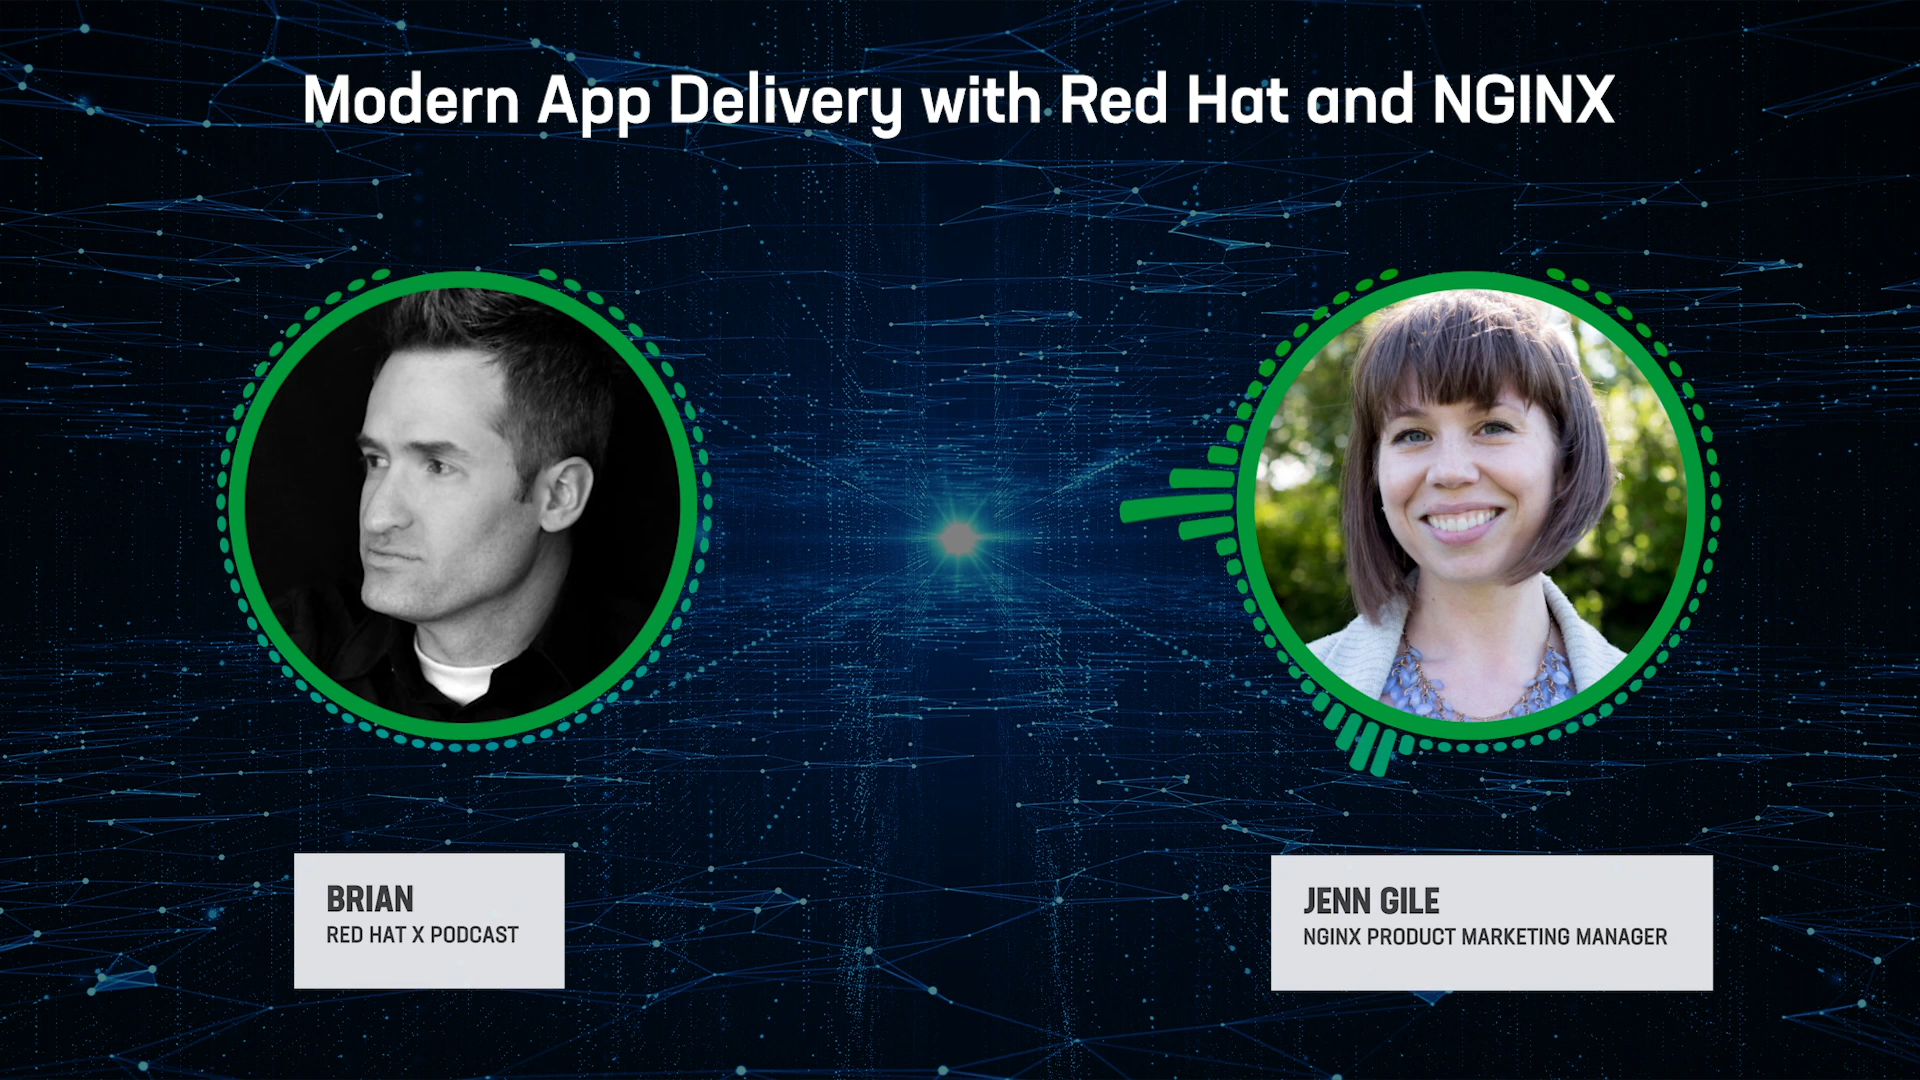 Modern App Delivery with Red Hat and NGINX
BRIAN
RED HAT X PODCAST
JENN GILE
NGINX PRODUCT MARKETING MANAGER